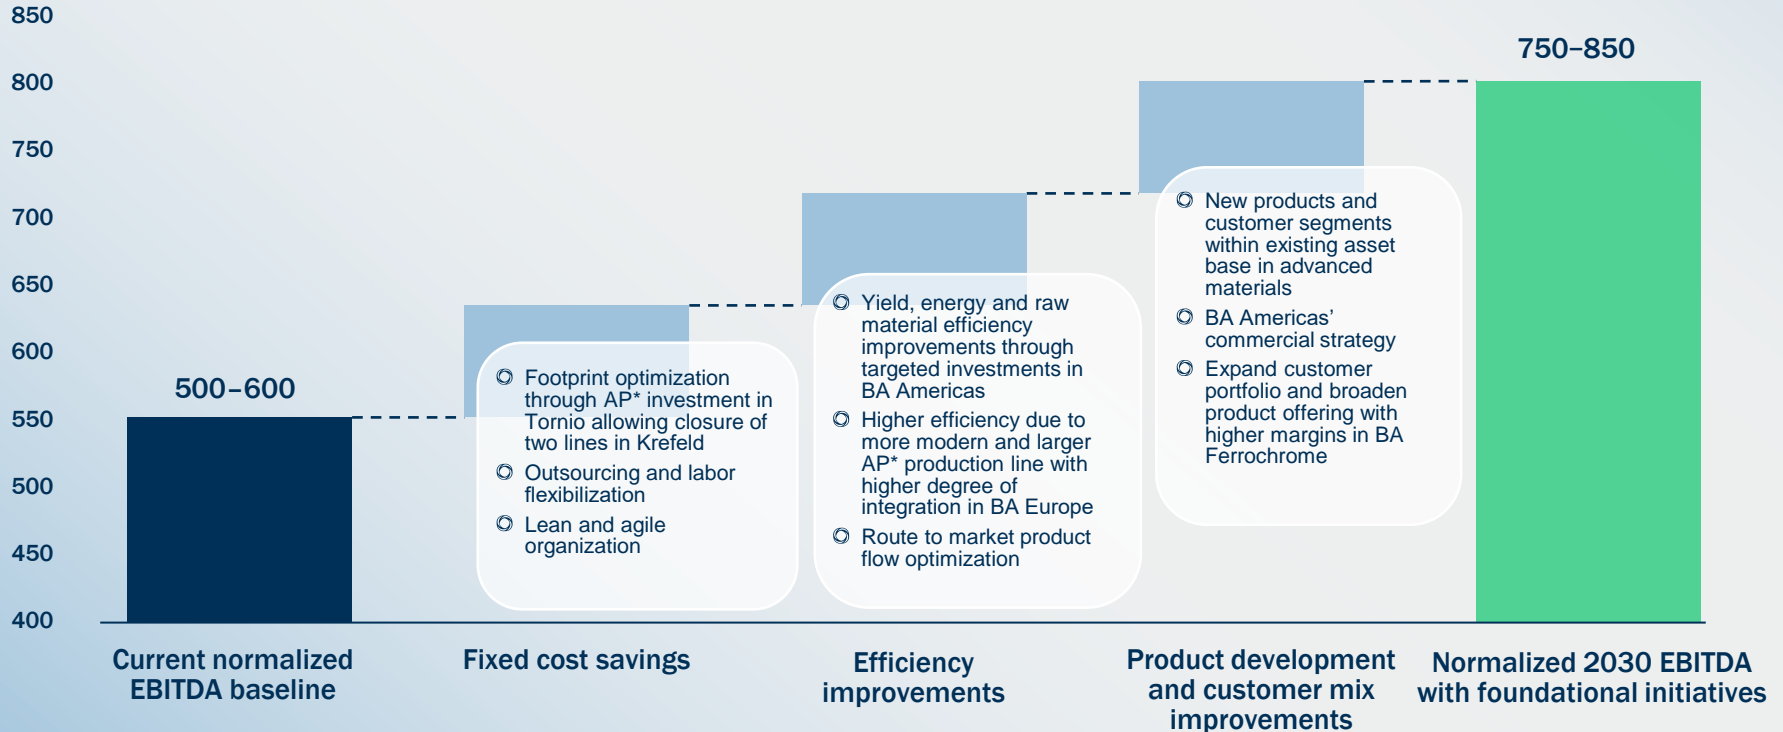 850
800
750
700
650
600
550
500
450
400
500–600
750–850
Footprint optimization
through AP* investment in
Tornio allowing closure of
two lines in Krefeld
Outsourcing and labor
flexibilization
Lean and agile
organization
Yield, energy and raw
material efficiency
improvements through
targeted investments in
BA Americas
Higher efficiency due to
more modern and larger
AP* production line with
higher degree of
integration in BA Europe
Route to market product
flow optimization
New products and
customer segments
within existing asset
base in advanced
materials
BA Americas’
commercial strategy
Expand customer
portfolio and broaden
product offering with
higher margins in BA
Ferrochrome
Current normalized
EBITDA baseline
Fixed cost savings
Efficiency
improvements
Product development
and customer mix
improvements
Normalized 2030 EBITDA
with foundational initiatives